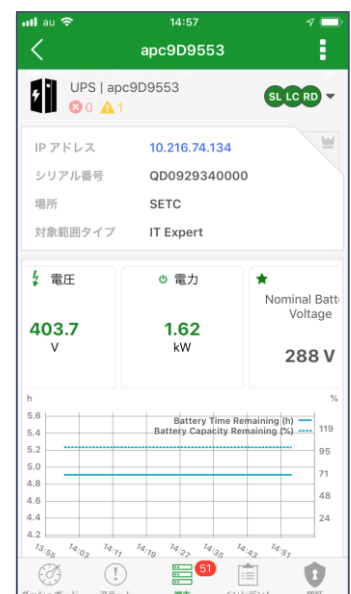 au 14:57
apc9D9553
UPS | apc9D9553
0 1
SL LC RD
IP アドレス 10.216.74.134
シリアル番号 QD0929340000
場所 SETC
対象範囲タイプ IT Expert
電圧
403.7
V
電力
1.62
kW
Nominal Batt
Voltage
288 V
h %
Battery Time Remaining (h)
Battery Capacity Remaining (%)
5.6
5.4 119
5.2 95
5.0
4.8 71
4.6 48
4.4 24
4.2
13:55 14:03 14:11 14:19 14:27 14:35 14:43 14:51
51